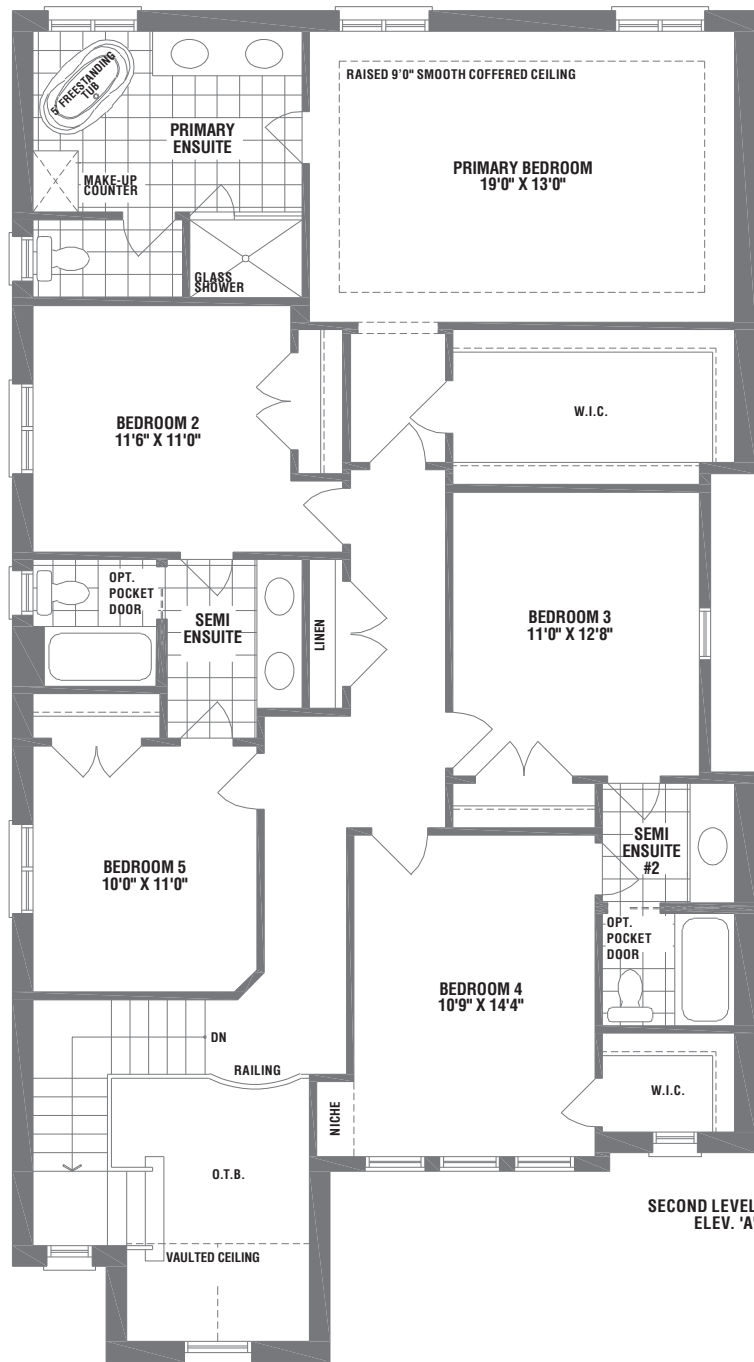 RAISED 9'0" SMOOTH COFFERED CEILING
5' FREESTANDING
TUB
PRIMARY
ENSUITE
PRIMARY BEDROOM
19'0" X 13'0"
MAKE-UP
COUNTER
GLASS
SHOWER
BEDROOM 2
11'6" X 11'0"
W.I.C.
OPT.
POCKET
DOOR
SEMI
ENSUITE
LINEN
BEDROOM 3
11'0" X 12'8"
BEDROOM 5
10'0" X 11'0"
SEMI
ENSUITE
#2
OPT.
POCKET
DOOR
BEDROOM 4
10'9" X 14'4"
DN
RAILING
NICHE
W.I.C.
O.T.B.
VAULTED CEILING
SECOND LEVEL
ELEV. 'A'